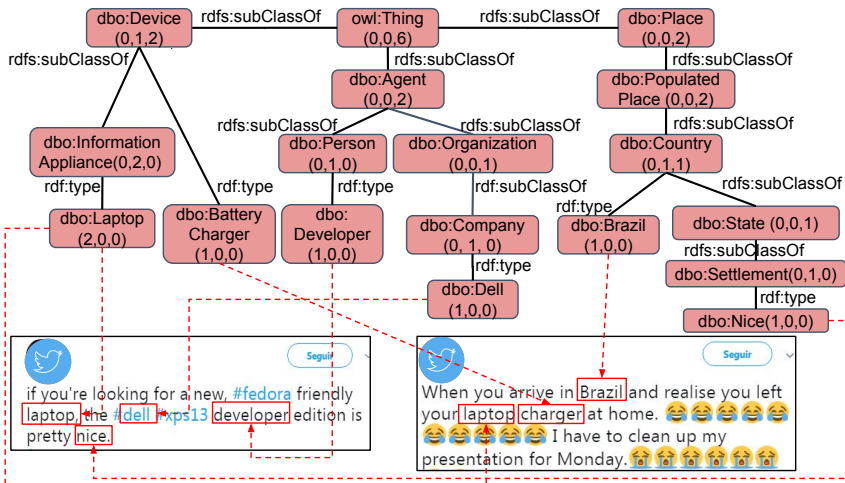 dbo:Device
(0,1,2)
rdfs:subClassOf
owl:Thing
(0,0,6)
rdfs:subClassOf
dbo:Place
(0,0,2)
rdfs:subClassOf
rdfs:subClassOf
rdfs:subClassOf
dbo:Agent
(0,0,2)
dbo:Populated
Place (0,0,2)
rdfs:subClassOf
rdfs:subClassOf
rdfs:subClassOf
dbo:Information
Appliance(0,2,0)
dbo:Person
(0,1,0)
dbo:Organization
(0,0,1)
dbo:Country
(0,1,1)
rdf:type
rdf:type
rdf:type
rdf:subClassOf
rdf:type
rdfs:subClassOf
dbo:Laptop
(2,0,0)
dbo:Battery
Charger
(1,0,0)
dbo:
Developer
(1,0,0)
dbo:Company
(0, 1, 0)
dbo:Brazil
(1,0,0)
dbo:State (0,0,1)
rdfs:subClassOf
rdf:type
dbo:Settlement(0,1,0)
dbo:Dell
(1,0,0)
rdf:type
dbo:Nice(1,0,0)
Seguir
if you're looking for a new, #fedora friendly
laptop, the #dell #xps13 developer edition is
pretty nice.
Seguir
When you arrive in Brazil and realise you left
your laptop charger at home. 😂😂😂😂😂
😂😂😂😂😂 I have to clean up my
presentation for Monday.😭😭😭😭😭😭